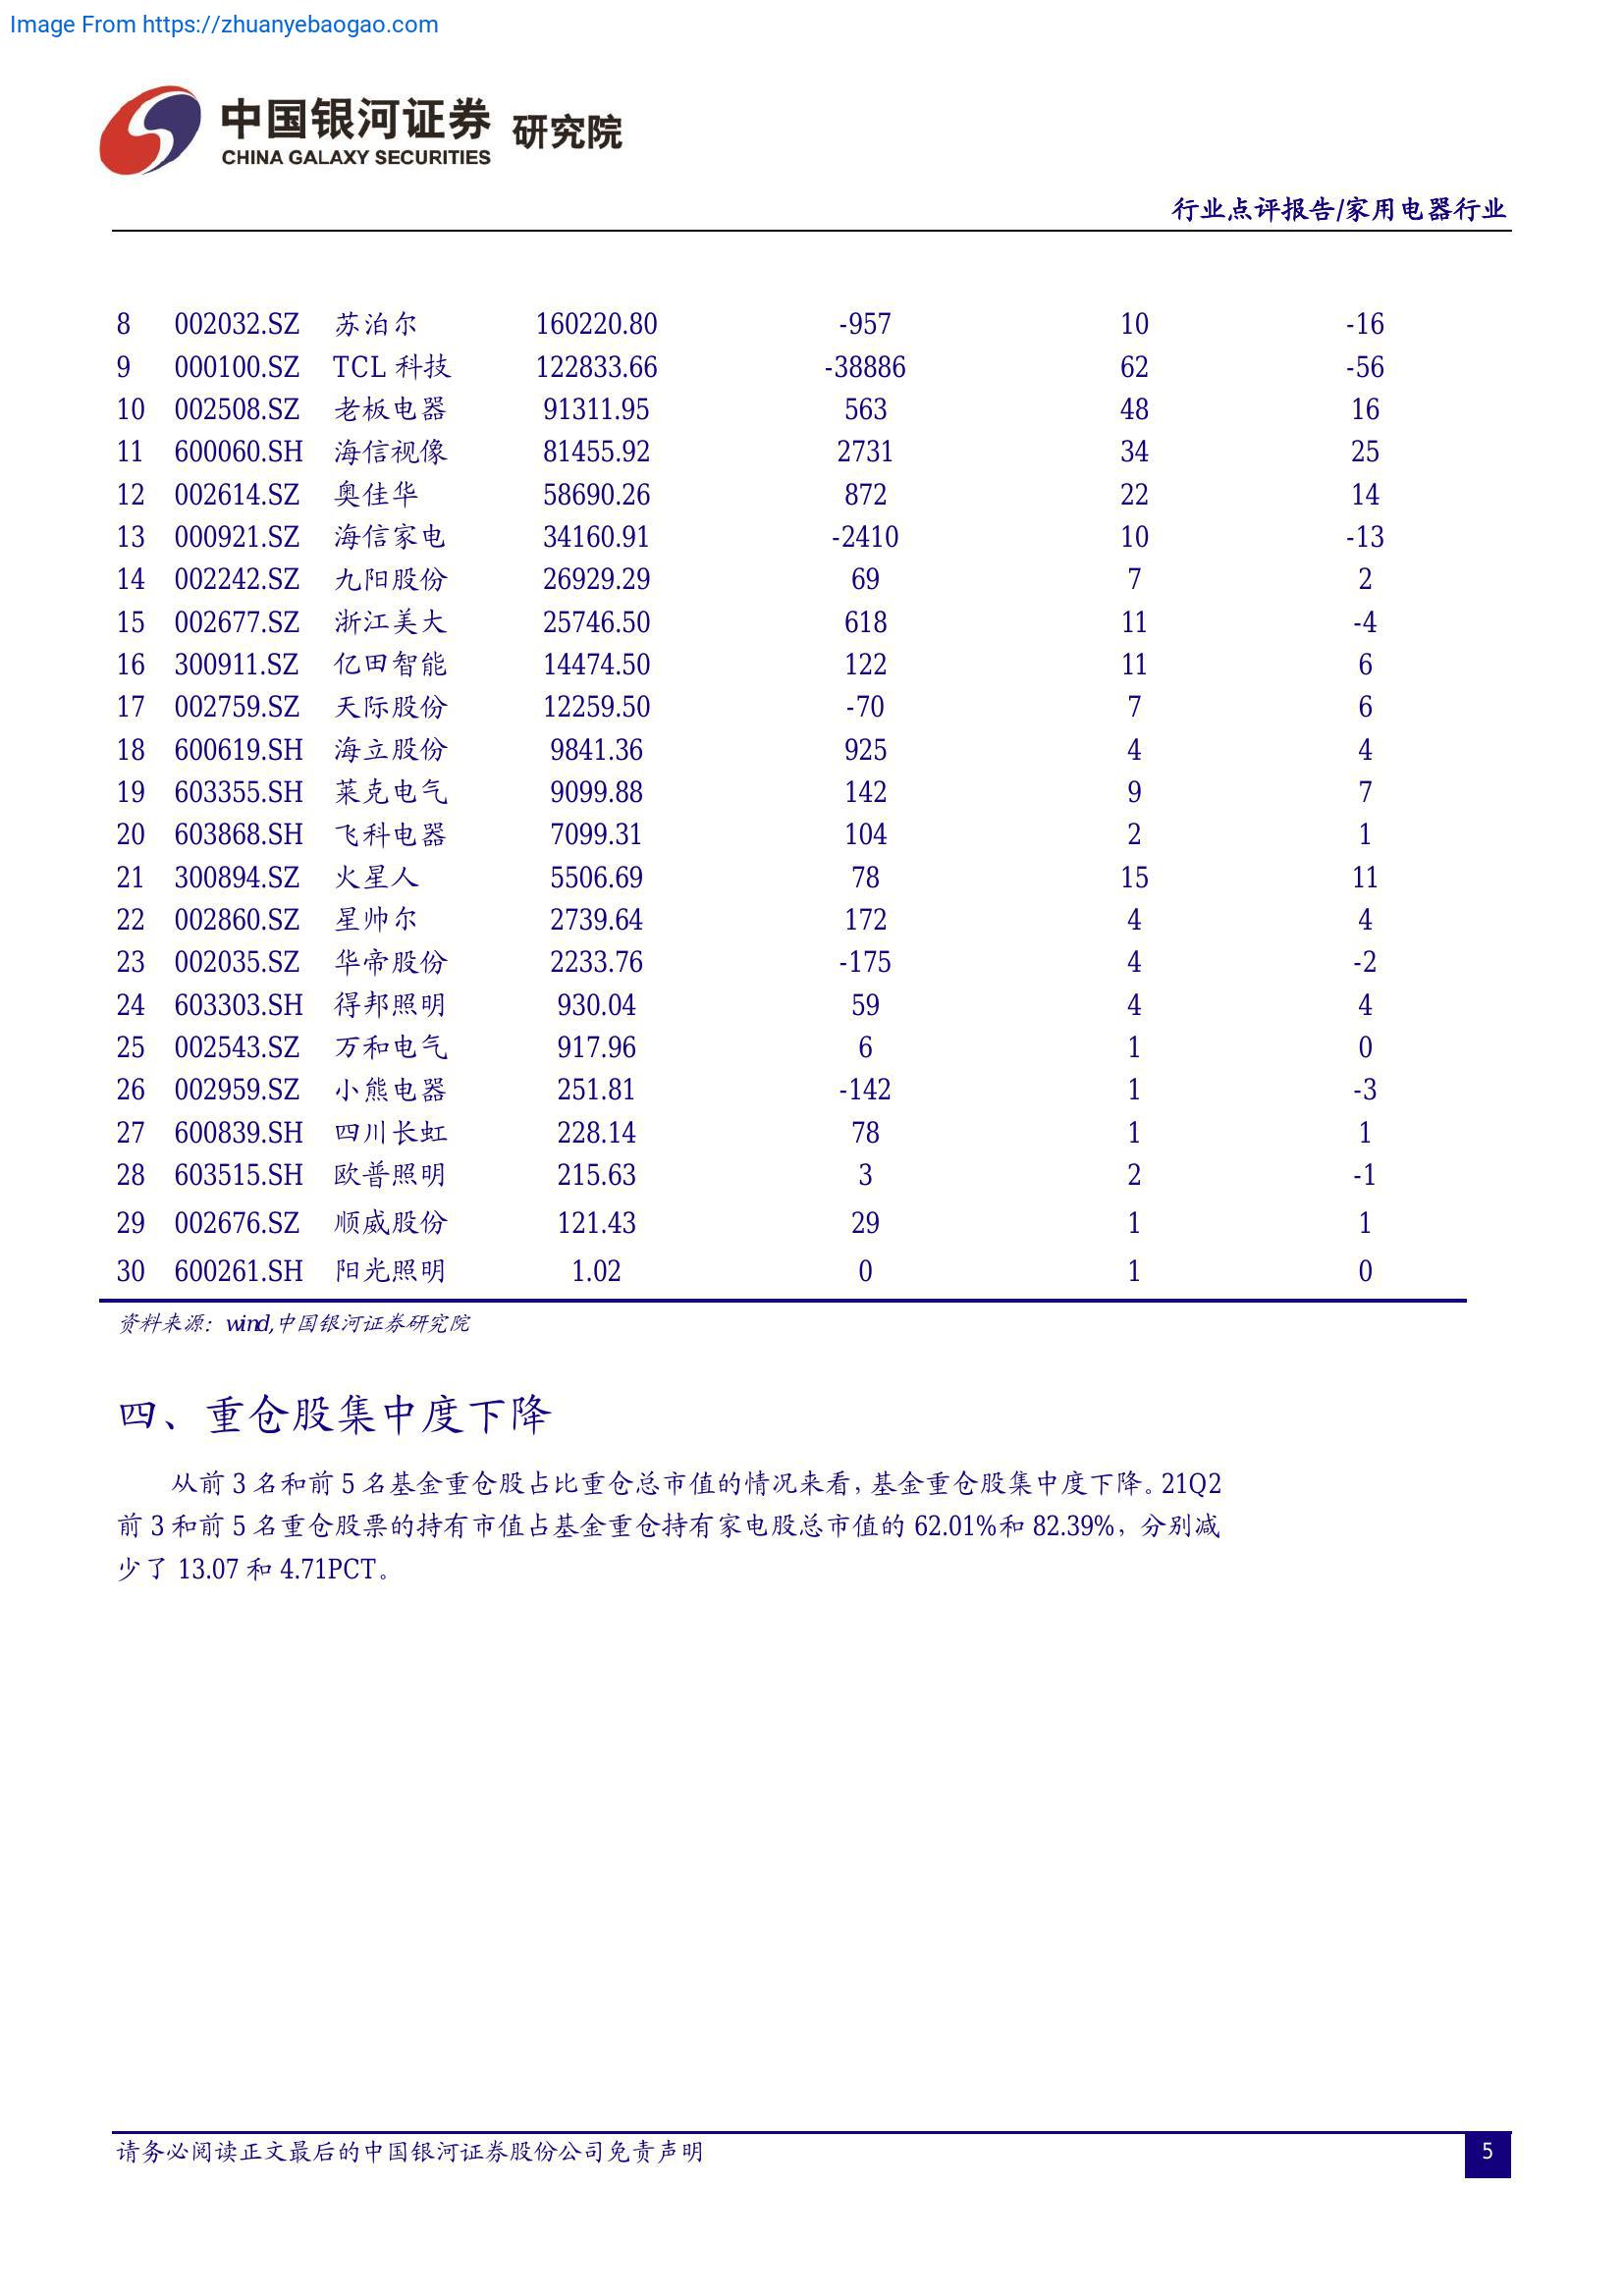 Image From https://zhuanyebaogao.com
中国银河证券 研究院
CHINA GALAXY SECURITIES
行业点评报告/家用电器行业
8 002032.SZ 苏泊尔 160220.80 -957 10 -16
9 000100.SZ TCL 科技 122833.66 -38886 62 -56
10 002508.SZ 老板电器 91311.95 563 48 16
11 600060.SH 海信视像 81455.92 2731 34 25
12 002614.SZ 奥佳华 58690.26 872 22 14
13 000921.SZ 海信家电 34160.91 -2410 10 -13
14 002242.SZ 九阳股份 26929.29 69 7 2
15 002677.SZ 浙江美大 25746.50 618 11 -4
16 300911.SZ 亿田智能 14474.50 122 11 6
17 002759.SZ 天际股份 12259.50 -70 7 6
18 600619.SH 海立股份 9841.36 925 4 4
19 603355.SH 莱克电气 9099.88 142 9 7
20 603868.SH 飞科电器 7099.31 104 2 1
21 300894.SZ 火星人 5506.69 78 15 11
22 002860.SZ 星帅尔 2739.64 172 4 4
23 002035.SZ 华帝股份 2233.76 -175 4 -2
24 603303.SH 得邦照明 930.04 59 4 4
25 002543.SZ 万和电气 917.96 6 1 0
26 002959.SZ 小熊电器 251.81 -142 1 -3
27 600839.SH 四川长虹 228.14 78 1 1
28 603515.SH 欧普照明 215.63 3 2 -1
29 002676.SZ 顺威股份 121.43 29 1 1
30 600261.SH 阳光照明 1.02 0 1 0
资料来源：wind,中国银河证券研究院
四、重仓股集中度下降
从前 3 名和前 5 名基金重仓股占比重仓总市值的情况来看，基金重仓股集中度下降。21Q2
前 3 和前 5 名重仓股票的持有市值占基金重仓持有家电股总市值的 62.01%和 82.39%，分别减
少了 13.07 和 4.71PCT。
请务必阅读正文最后的中国银河证券股份公司免责声明
5